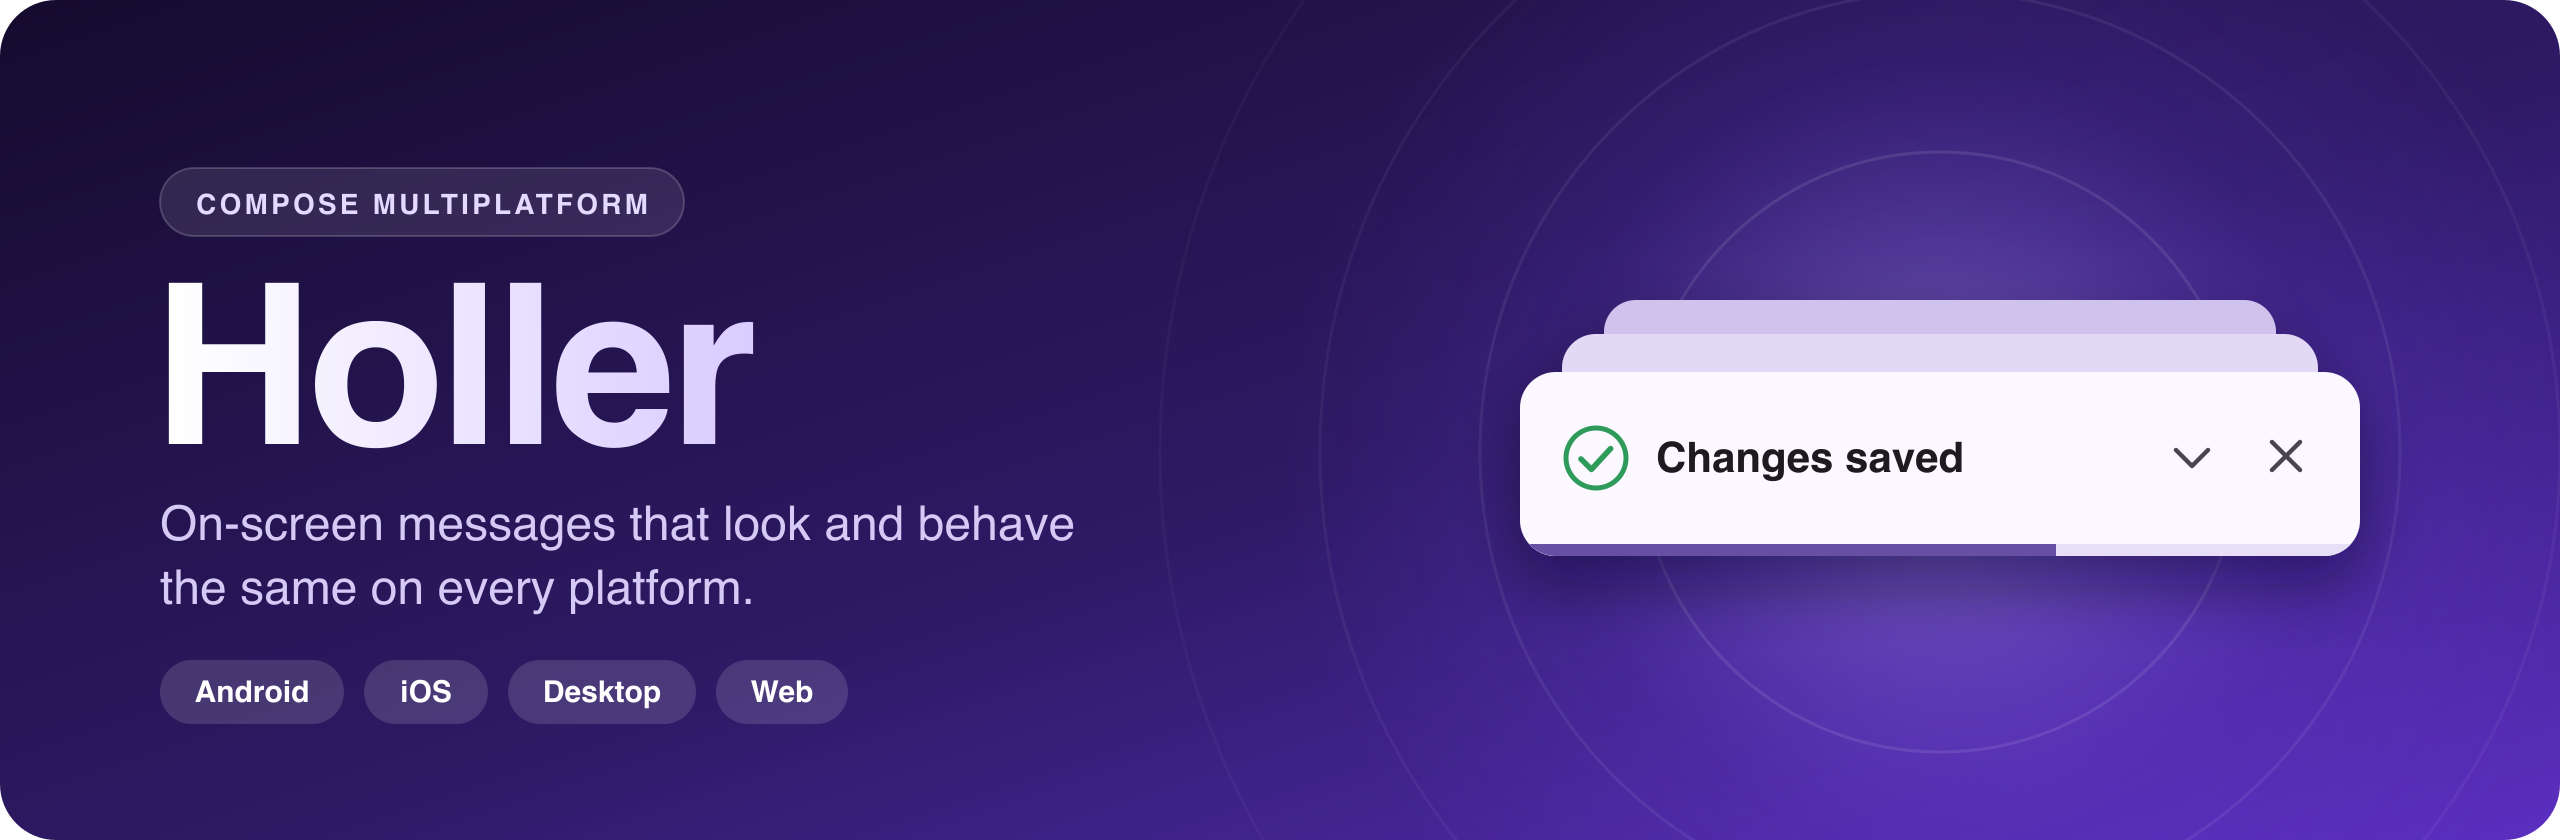 COMPOSE MULTIPLATFORM
Holler
On-screen messages that look and behave
the same on every platform.
Android iOS Desktop Web
Changes saved